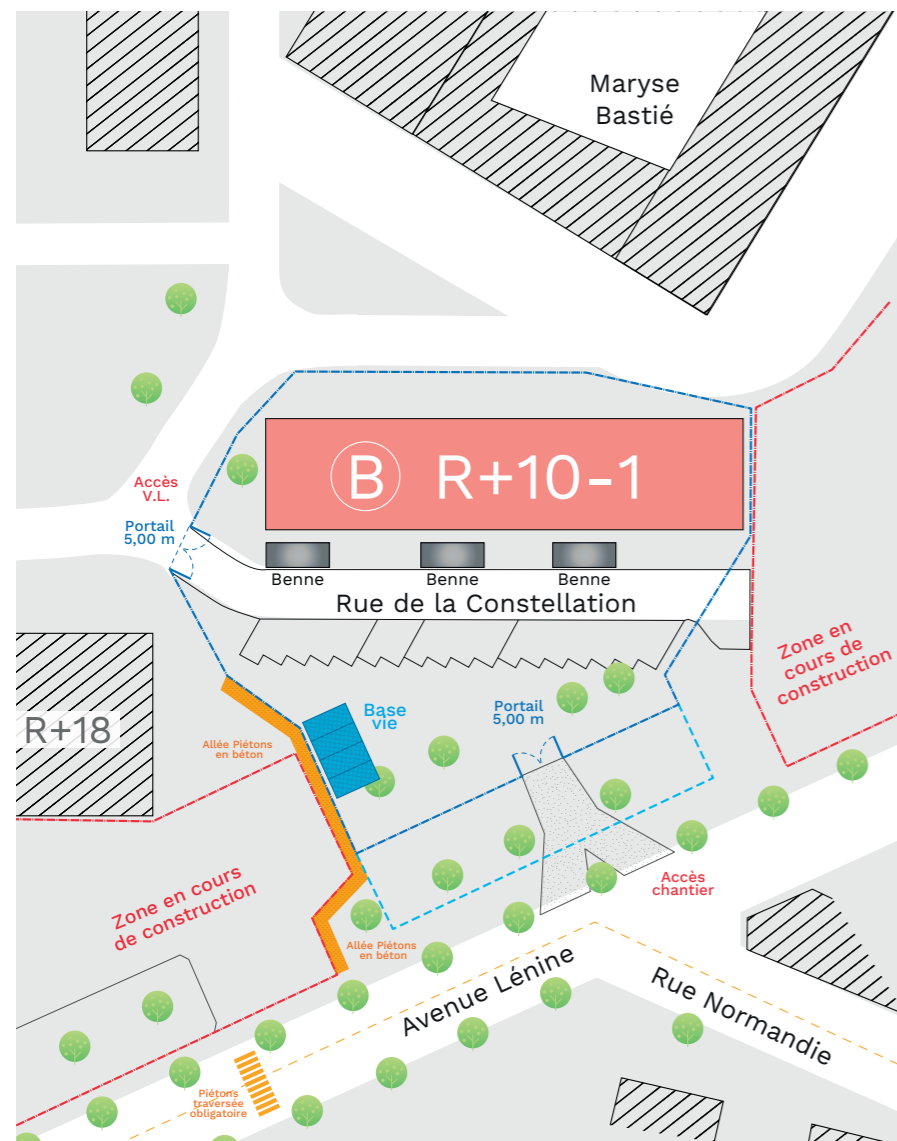 Maryse
Bastié
B R+10-1
Accès
V.L.
Portail
5,00 m
Benne
Benne
Benne
Rue de la Constellation
Zone en
cours de
construction
R+18
Base
vie
Portail
5,00 m
Allée Piétons
en béton
Accès
chantier
Zone en cours
de construction
Allée Piétons
en béton
Avenue Lénine
Rue Normandie
Piétons
traversée
obligatoire